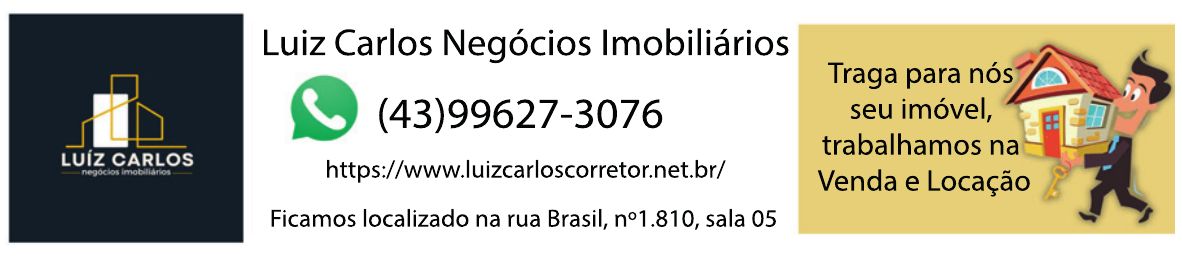 LUÍZ CARLOS
negócios imobiliários
Luiz Carlos Negócios Imobiliários
(43)99627-3076
https://www.luizcarloscorretor.net.br/
Ficamos localizado na rua Brasil, nº1.810, sala 05
Traga para nós
seu imóvel,
trabalhamos na
Venda e Locação